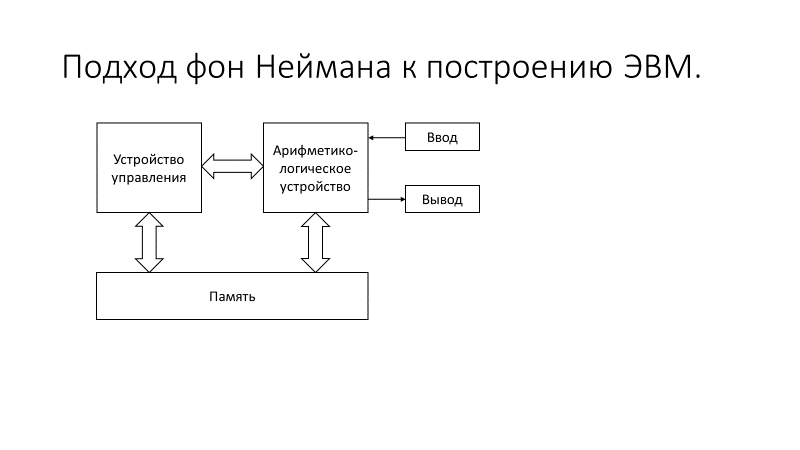 Подход фон Неймана к построению ЭВМ.
Устройство
управления
Арифметико-
логическое
устройство
Ввод
Вывод
Память